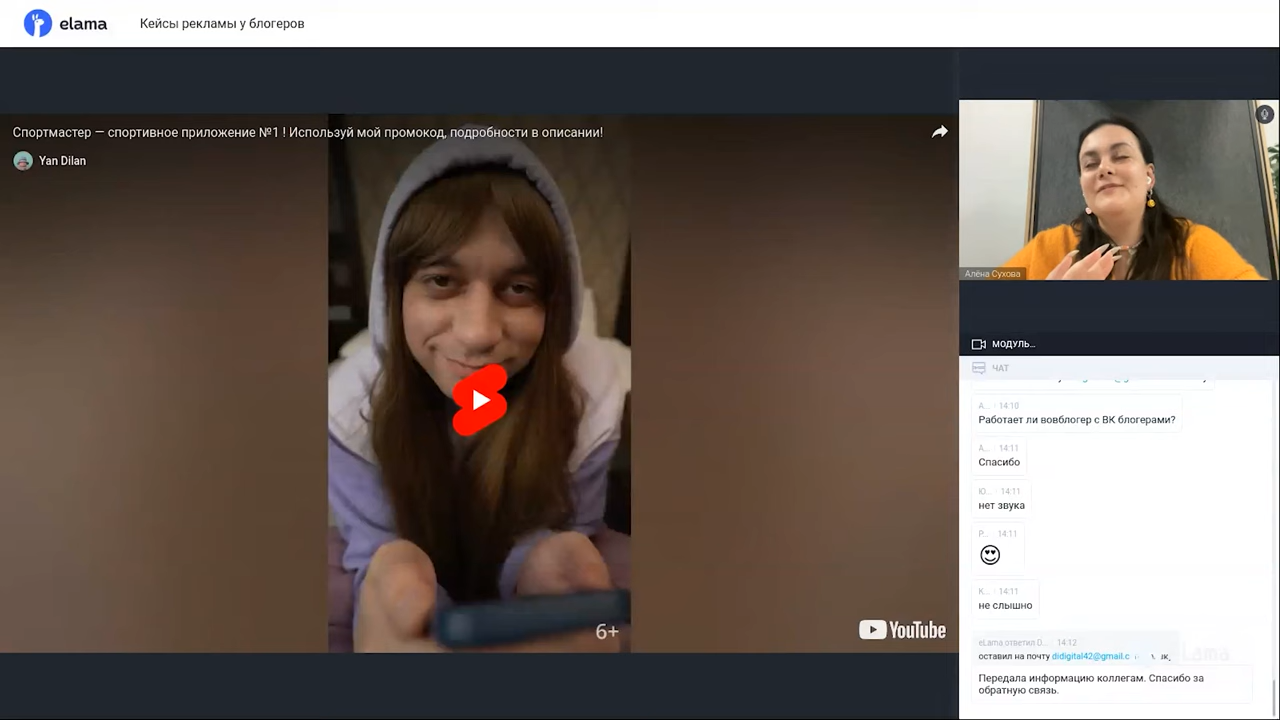 elama
Кейсы рекламы у блогеров
Спортмастер — спортивное приложение №1 ! Используй мой промокод, подробности в описании!
Yan Dilan
6+
YouTube
Алёна Сухова
МОДУЛЬ...
ЧАТ
А... 14:10
Работает ли вовблогер с ВК блогерами?
А... 14:11
Спасибо
Ю... 14:11
нет звука
Р... 14:11
К... 14:11
не слышно
eLama ответил D... 14:12
оставил на почту didigital42@gmail.c
Передала информацию коллегам. Спасибо за
обратную связь.